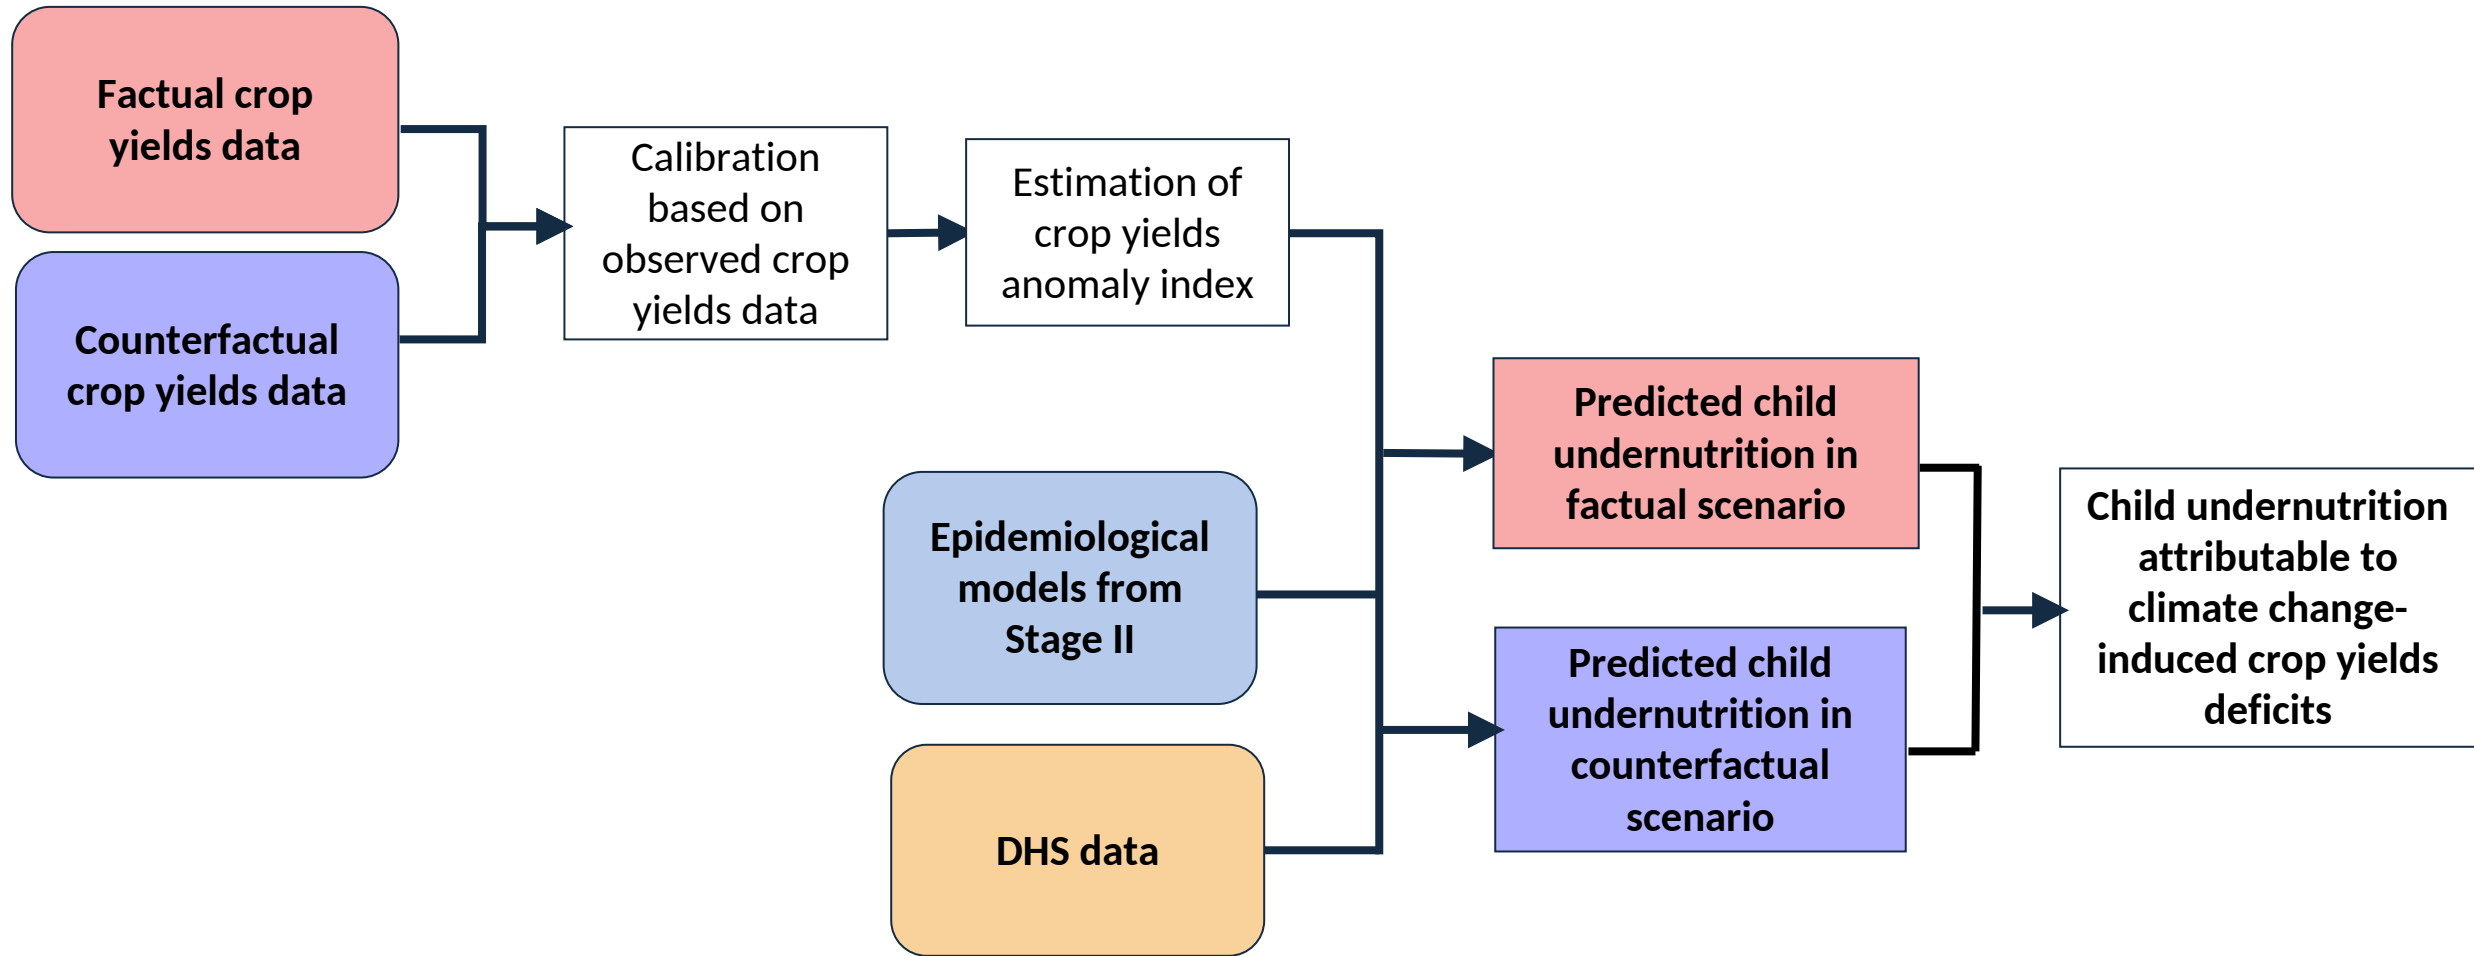 Factual crop
yields data
Counterfactual
crop yields data
Calibration
based on
observed crop
yields data
Estimation of
crop yields
anomaly index
Epidemiological
models from
Stage II
DHS data
Predicted child
undernutrition in
factual scenario
Predicted child
undernutrition in
counterfactual
scenario
Child undernutrition
attributable to
climate change-
induced crop yields
deficits